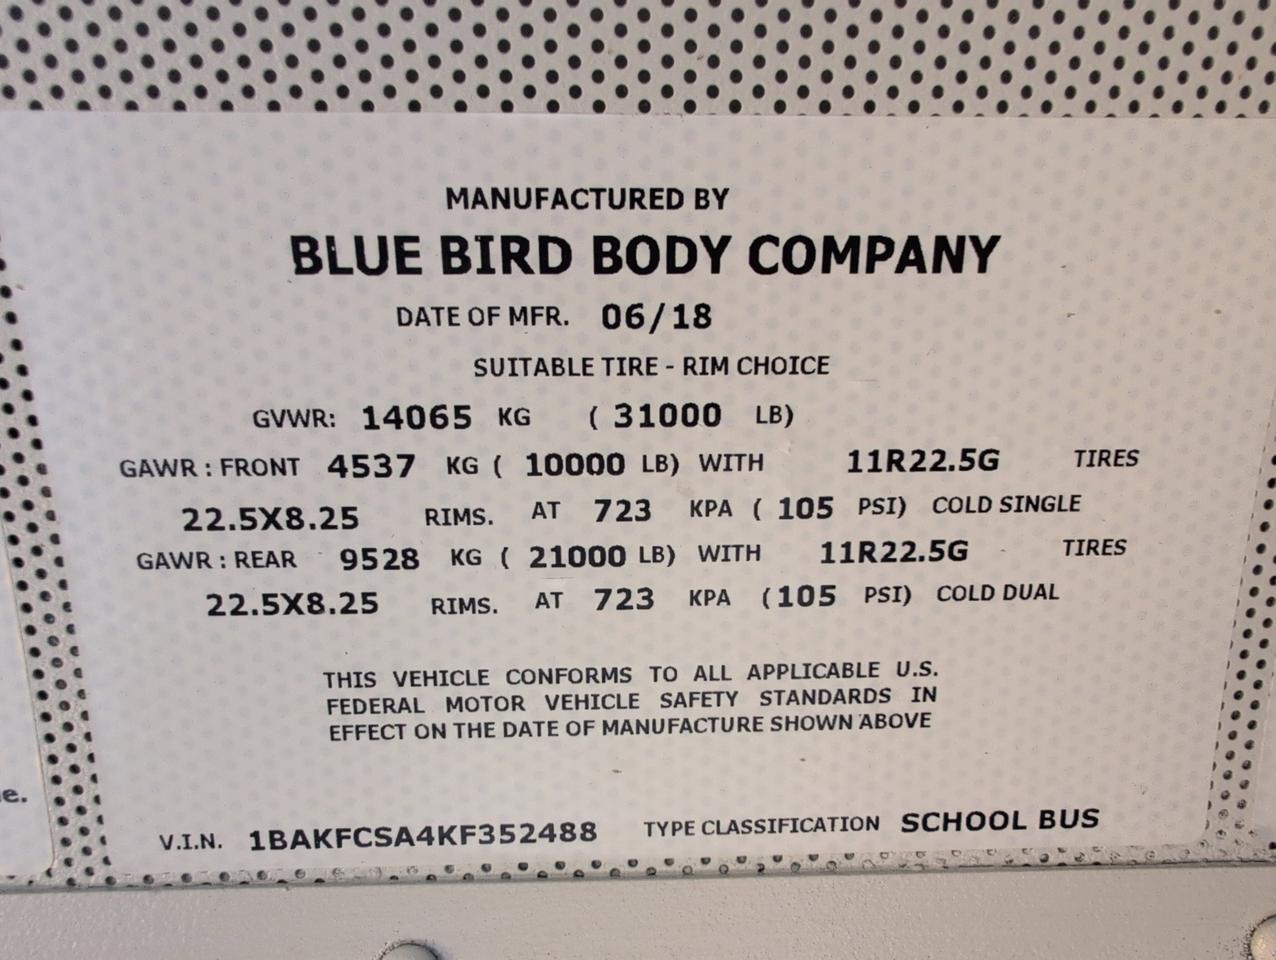 MANUFACTURED BY
BLUE BIRD BODY COMPANY
DATE OF MFR. 06/18
SUITABLE TIRE - RIM CHOICE
GVWR: 14065 KG ( 31000 LB)
GAWR : FRONT 4537 KG ( 10000 LB) WITH 11R22.5G TIRES
22.5X8.25 RIMS. AT 723 KPA ( 105 PSI) COLD SINGLE
GAWR : REAR 9528 KG ( 21000 LB) WITH 11R22.5G TIRES
22.5X8.25 RIMS. AT 723 KPA ( 105 PSI) COLD DUAL
THIS VEHICLE CONFORMS TO ALL APPLICABLE U.S.
FEDERAL MOTOR VEHICLE SAFETY STANDARDS IN
EFFECT ON THE DATE OF MANUFACTURE SHOWN ABOVE
V.I.N. 1BAKFCSA4KF352488 TYPE CLASSIFICATION SCHOOL BUS